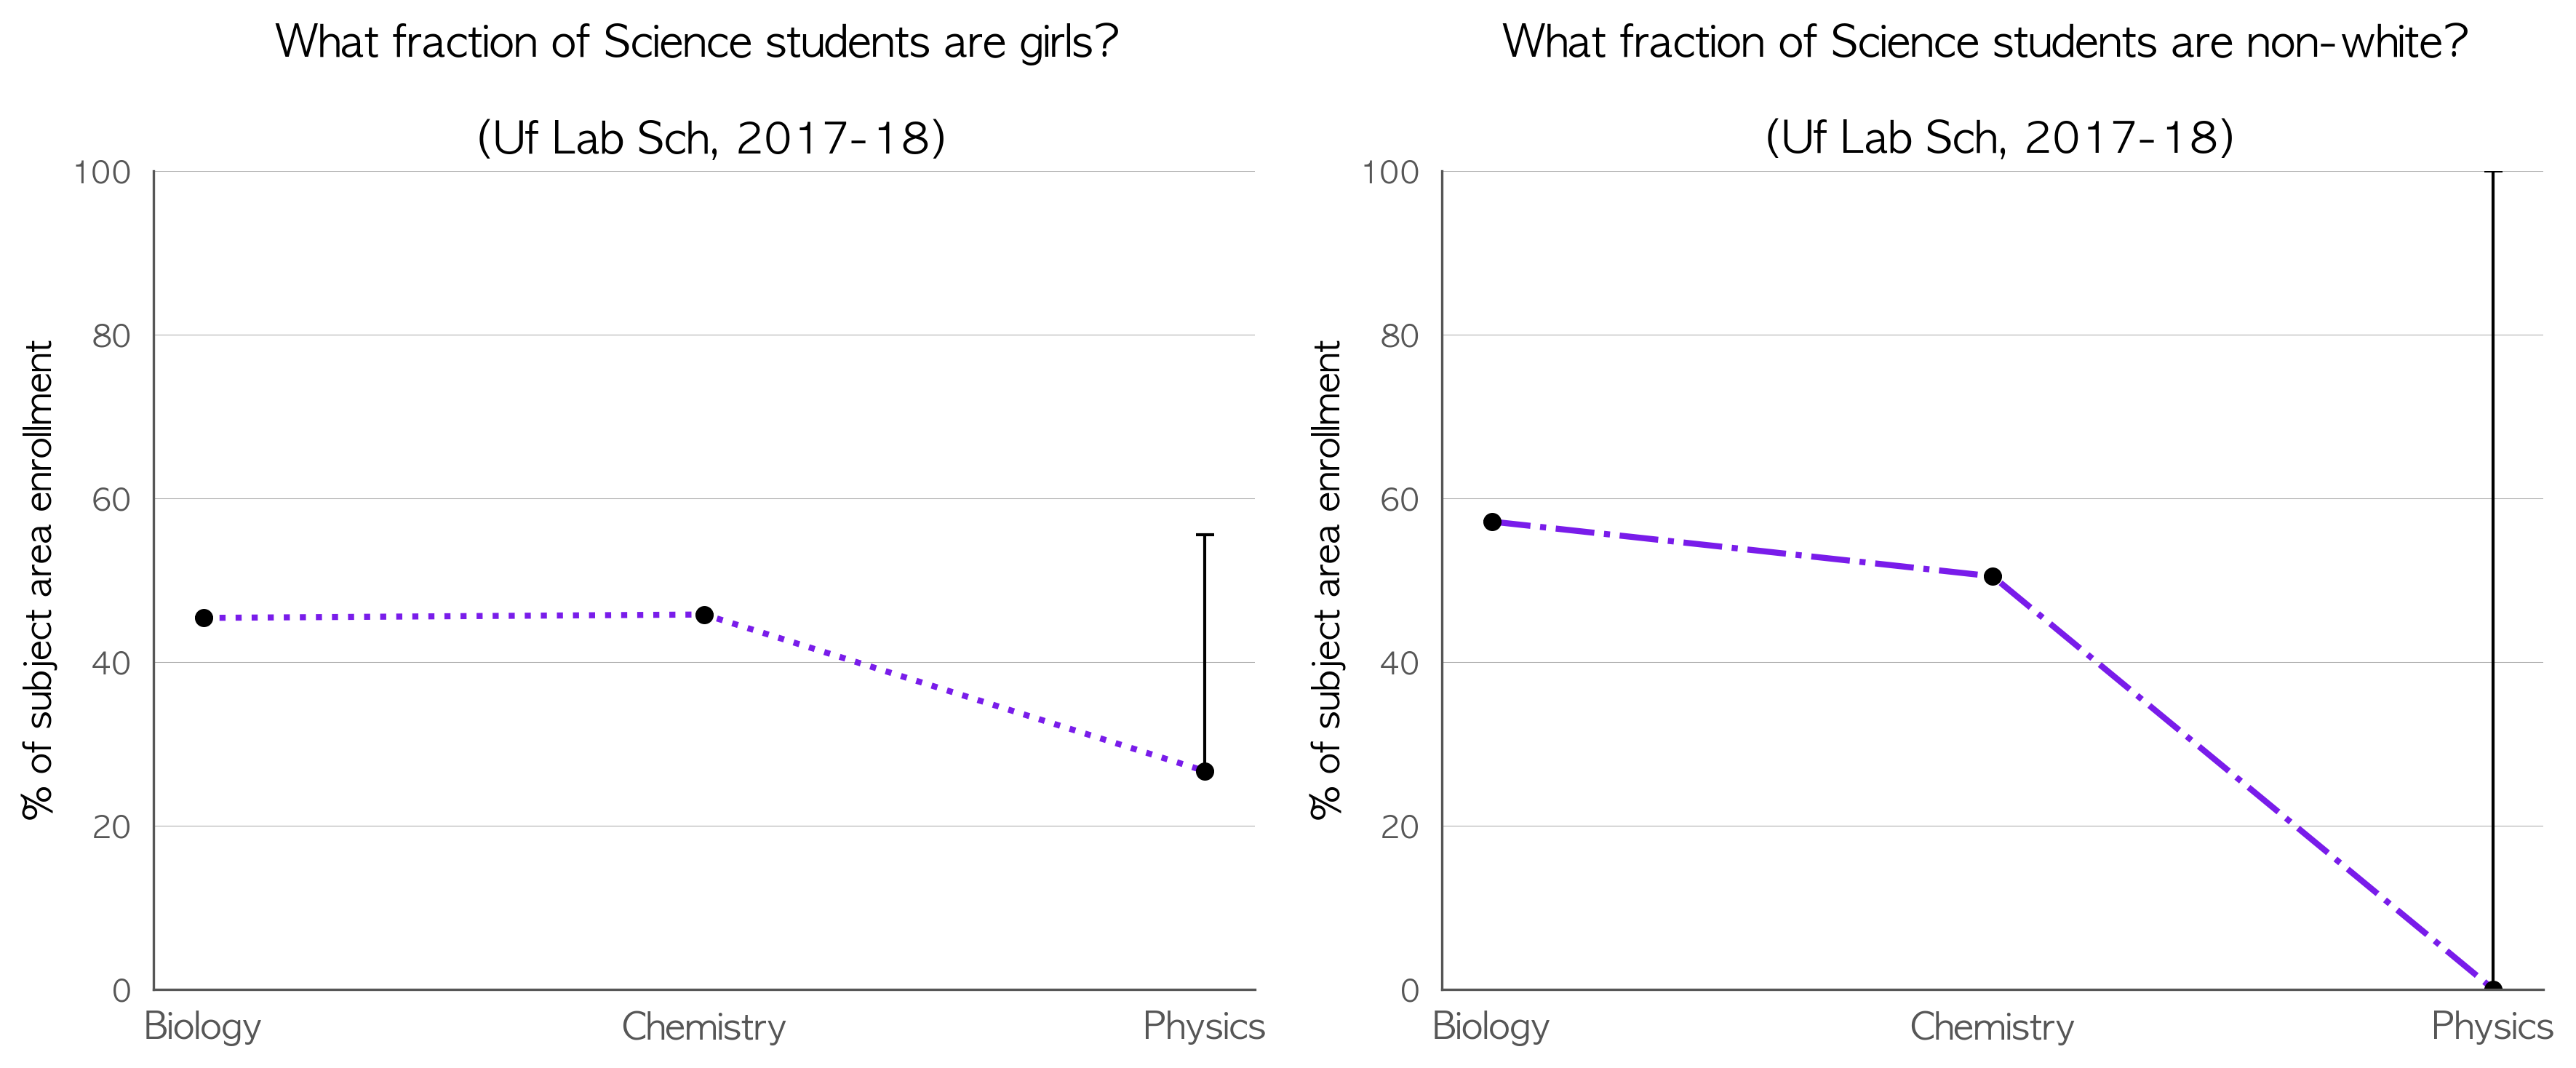 What fraction of Science students are girls?
(Uf Lab Sch, 2017-18)
100
80
60
40
20
0
% of subject area enrollment
Biology
Chemistry
Physics
What fraction of Science students are non-white?
(Uf Lab Sch, 2017-18)
100
80
60
40
20
0
% of subject area enrollment
Biology
Chemistry
Physics